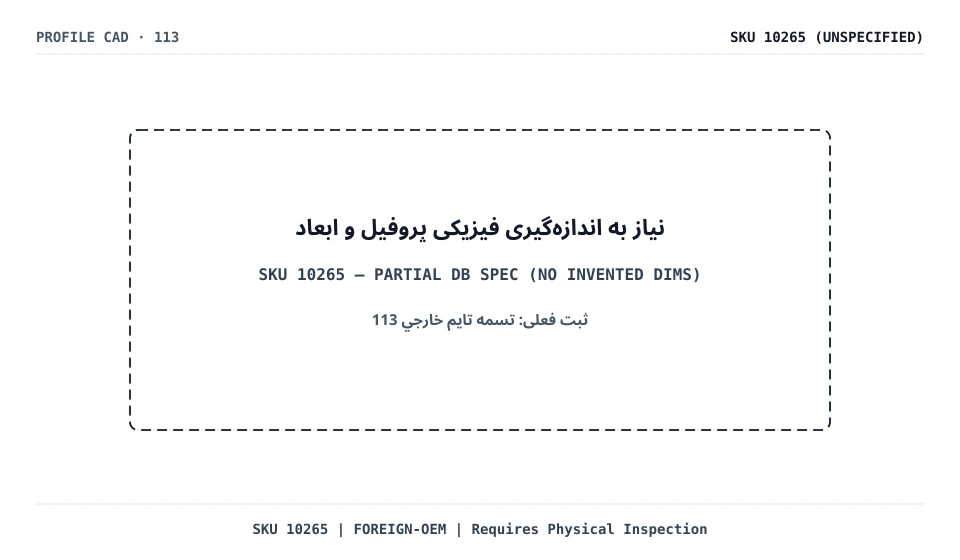 PROFILE CAD · 113
SKU 10265 (UNSPECIFIED)
نیاز به اندازه‌گیری فیزیکی پروفیل و ابعاد
SKU 10265 — PARTIAL DB SPEC (NO INVENTED DIMS)
ثبت فعلی: تسمه تایم خارجي 113
SKU 10265 | FOREIGN-OEM | Requires Physical Inspection